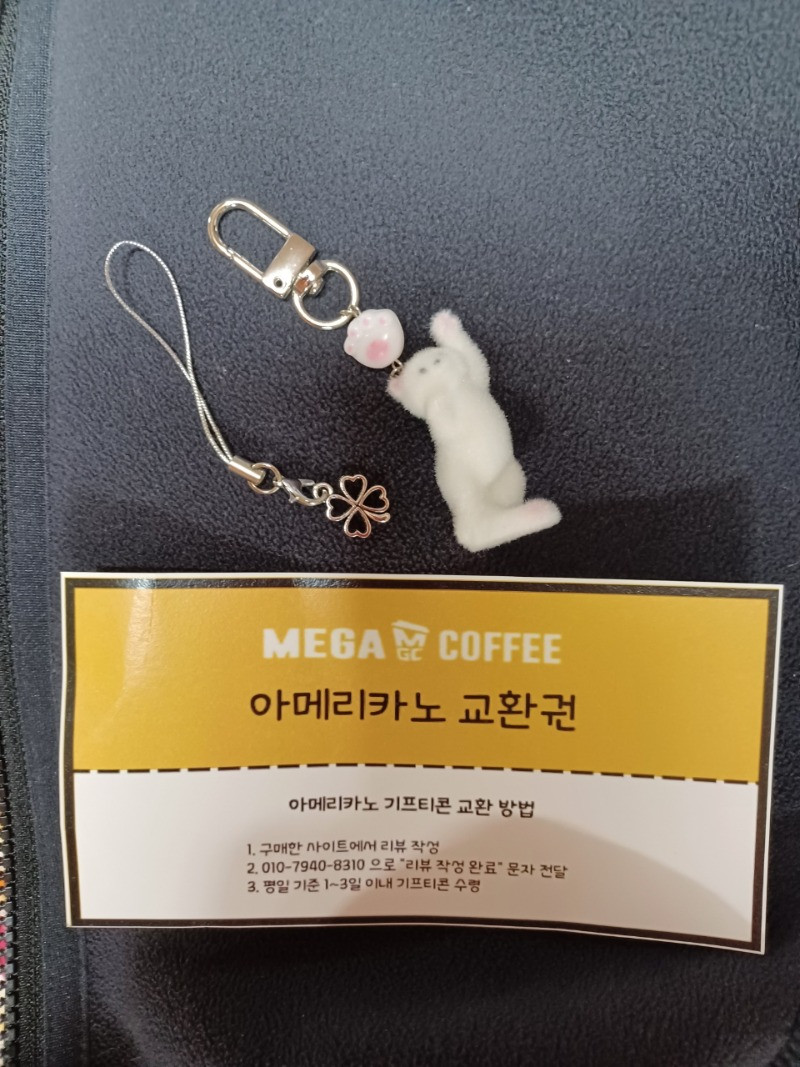 MEGA MGC COFFEE
아메리카노 교환권
아메리카노 기프티콘 교환 방법
1. 구매한 사이트에서 리뷰 작성
2. 010-7940-8310 으로 "리뷰 작성 완료" 문자 전달
3. 평일 기준 1~3일 이내 기프티콘 수령